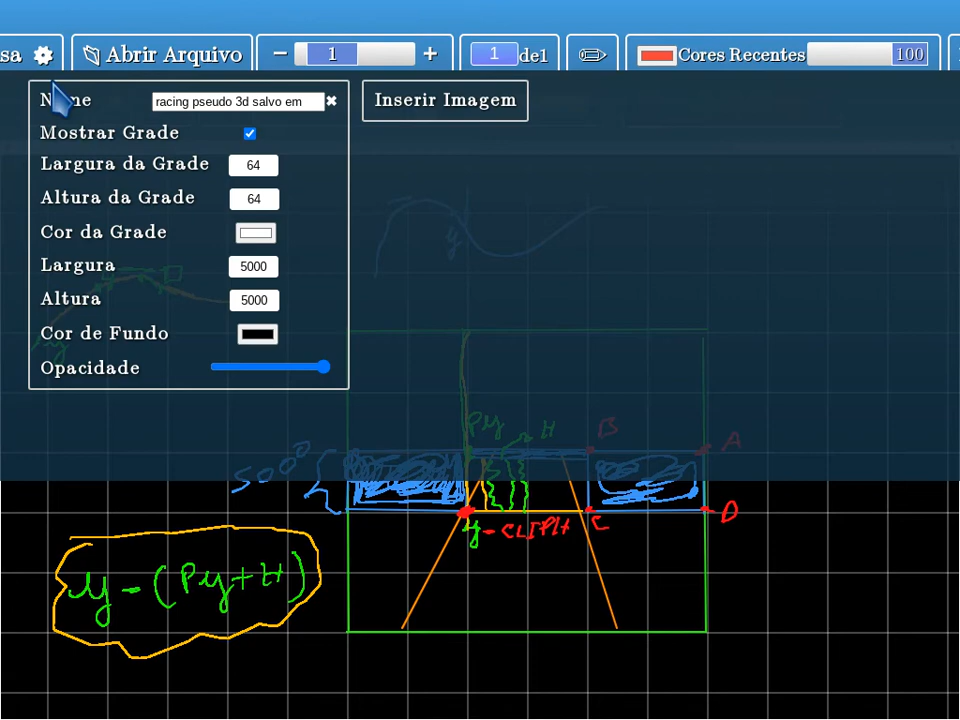 sa Abrir Arquivo − 1 + 1 de1 Cores Recentes 100
Nome racing pseudo 3d salvo em ✖
Inserir Imagem
Mostrar Grade
Largura da Grade 64
Altura da Grade 64
Cor da Grade
Largura 5000
Altura 5000
Cor de Fundo
Opacidade
y
Py H B A
500
y - CLIPH C D
y - (Py + H)